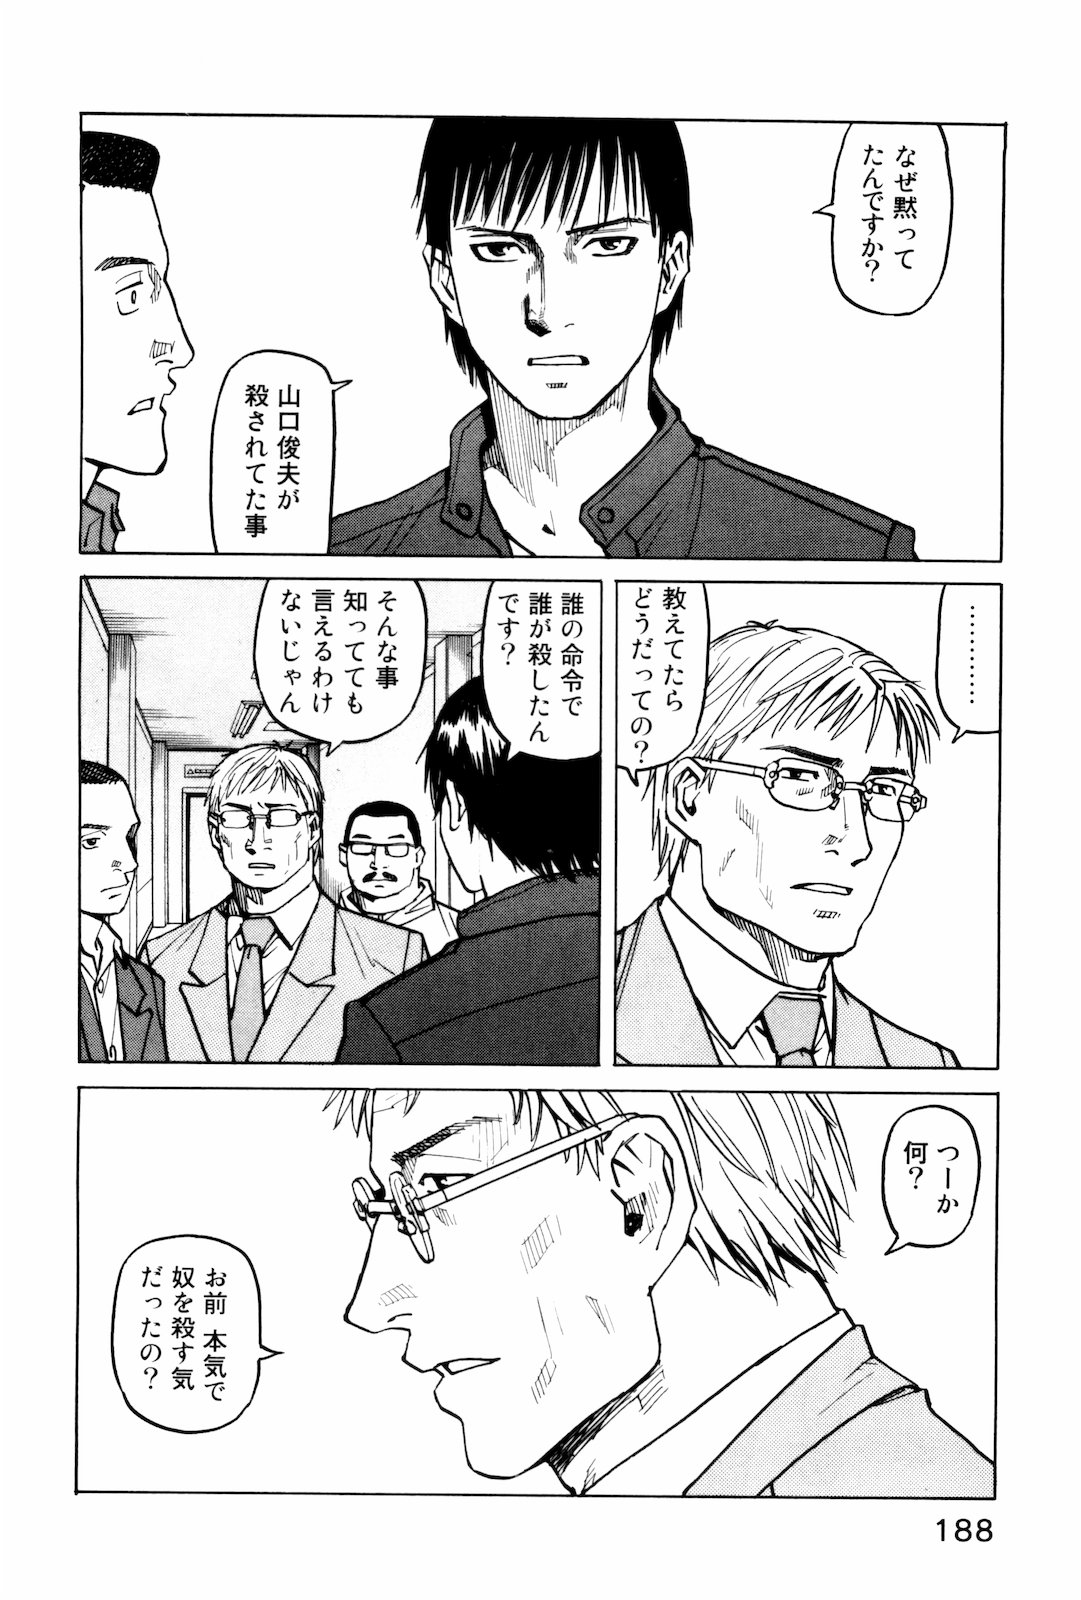 なぜ黙って
たんですか？
山口俊夫が
殺されてた事
………
教えてたら
どうだっての？
誰の命令で
誰が殺したん
です？
そんな事
知ってても
言えるわけ
ないじゃん
つーか
何？
お前 本気で
奴を殺す気
だったの？
188